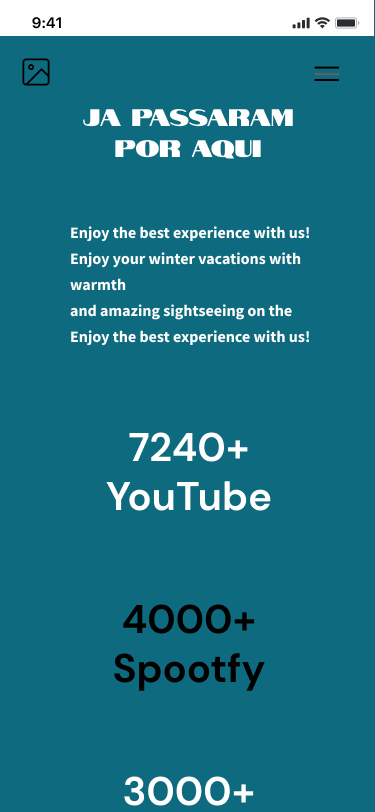 9:41
JA PASSARAM
POR AQUI
Enjoy the best experience with us!
Enjoy your winter vacations with
warmth
and amazing sightseeing on the
Enjoy the best experience with us!
7240+
YouTube
4000+
Spootfy
3000+